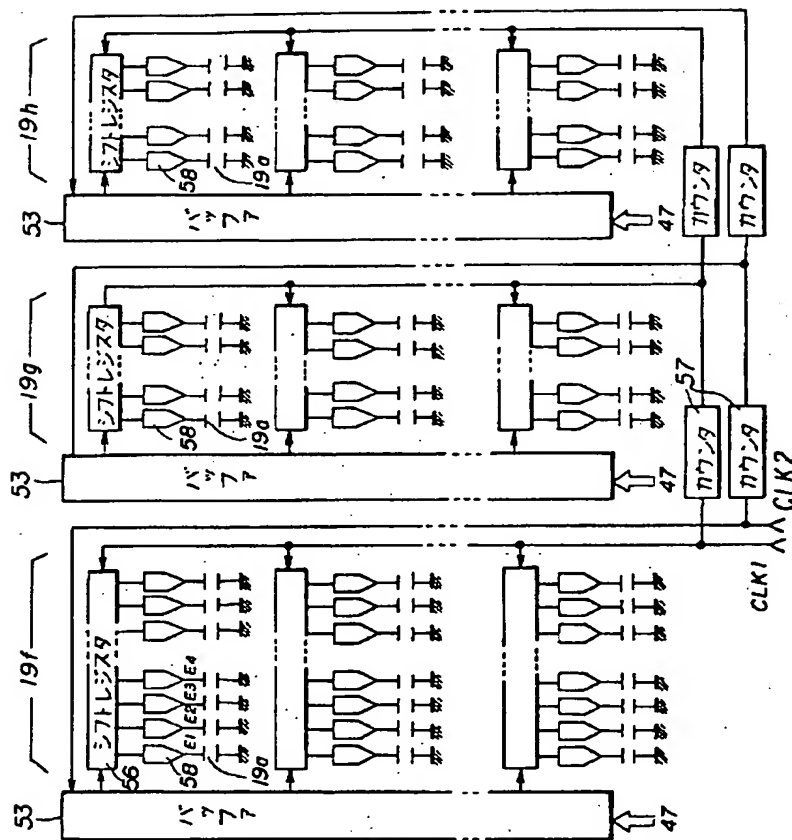 19f
19g
19h
53
シフトレジスタ
56
58
E1
E2
E3
E4
19a
バッファ
47
53
シフトレジスタ
58
19a
バッファ
47
53
シフトレジスタ
58
19a
バッファ
47
カウンタ
カウンタ
57
カウンタ
カウンタ
CLK1
CLK2